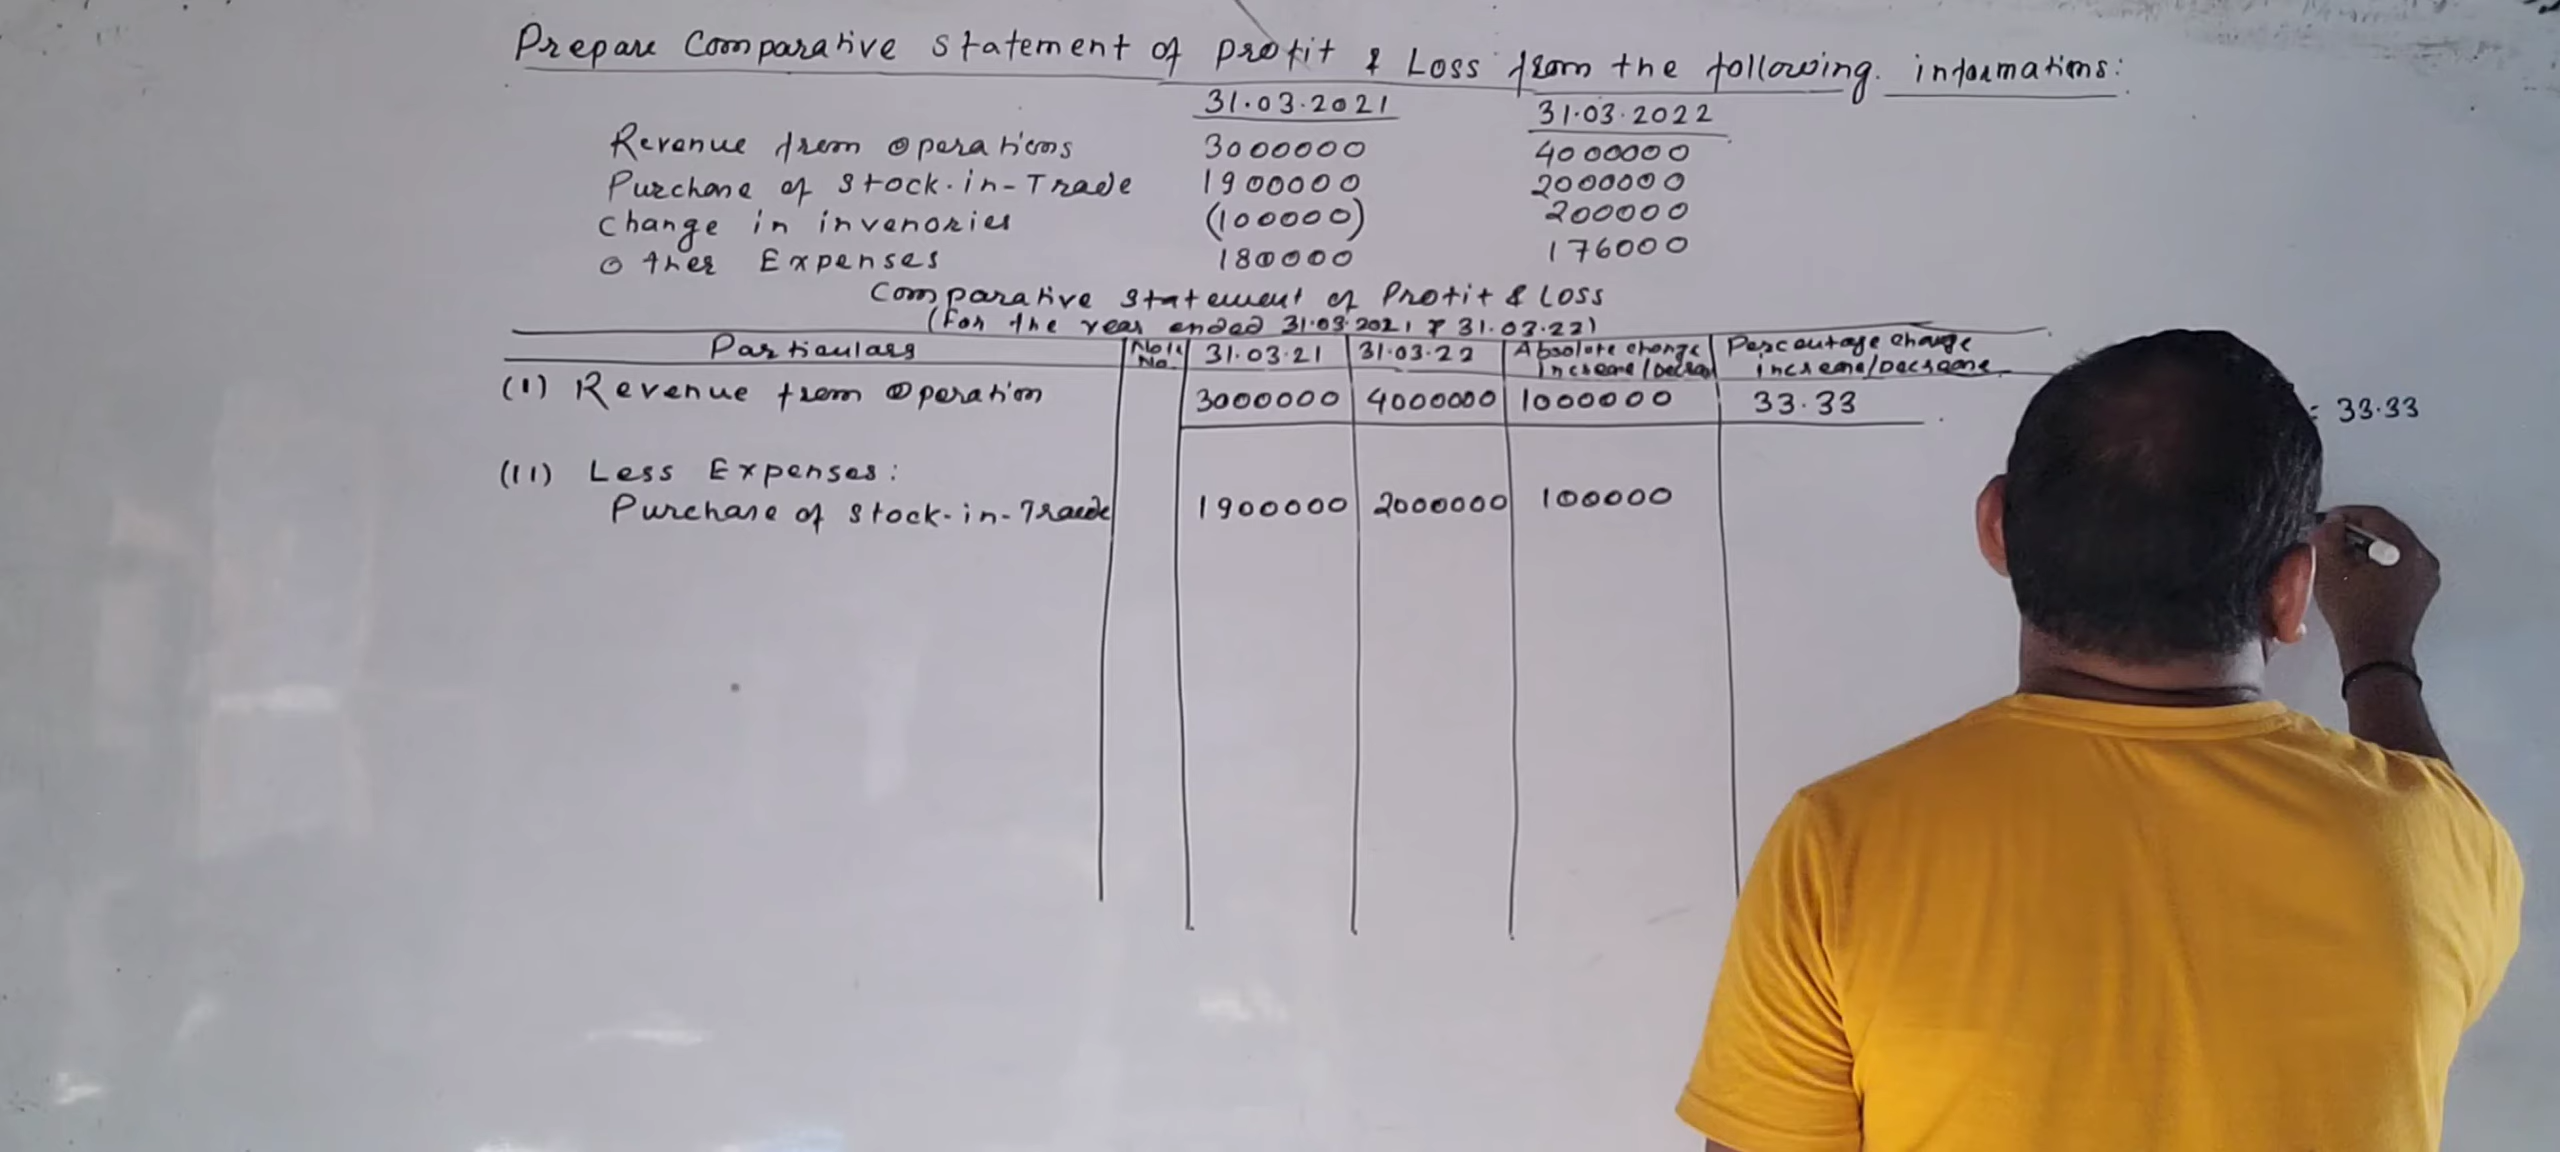 Prepare Comparative Statement of Profit & Loss from the following. informations:
31.03.2021 31.03.2022
Revenue from operations 3000000 4000000
Purchase of Stock-in-Trade 1900000 2000000
Change in invenories (100000) 200000
Other Expenses 180000 176000
Comparative Statement of Profit & Loss
(For the Year ended 31.03.2021 & 31.03.22)
Particulars Note No. 31.03.21 31.03.22 Absolute change Increase/Decrea Percentage change increase/Decrease
(I) Revenue from operation 3000000 4000000 1000000 33.33 = 33.33
(II) Less Expenses:
Purchase of Stock-in-Trade 1900000 2000000 100000